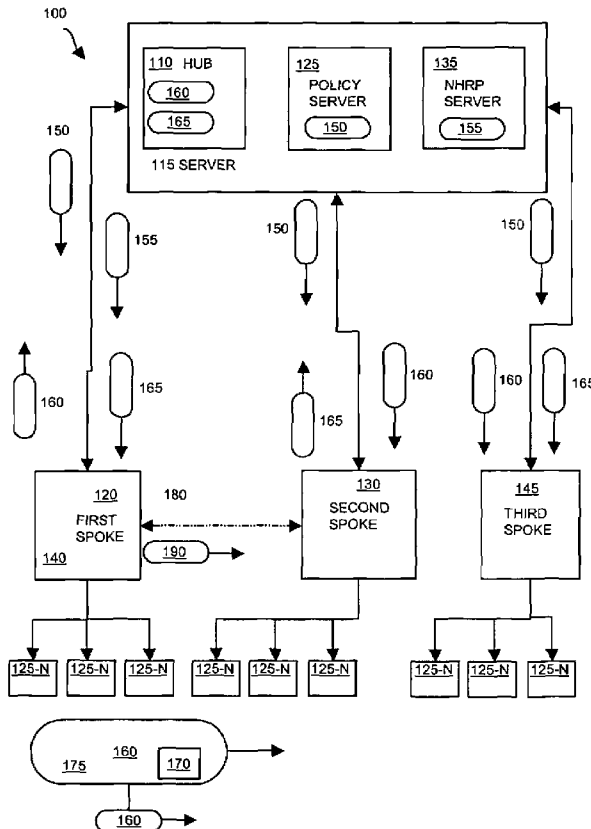 100
110 HUB
160
165
115 SERVER
125
POLICY
SERVER
150
135
NHRP
SERVER
155
150
155
150
150
160
165
165
160
160
165
120
FIRST
SPOKE
140
180
190
130
SECOND
SPOKE
145
THIRD
SPOKE
125-N
125-N
125-N
125-N
125-N
125-N
125-N
125-N
125-N
175
160
170
160